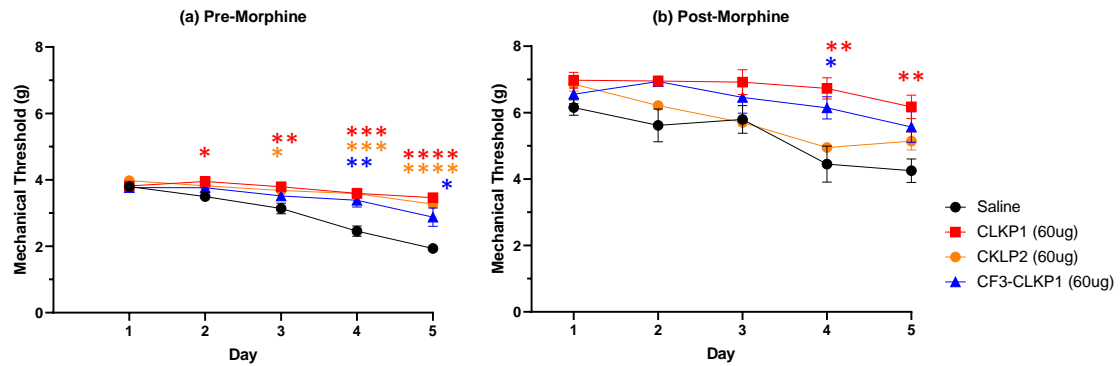 (a) Pre-Morphine
Mechanical Threshold (g)
8
6
4
2
0
*
**
*
***
***
**
****
****
*
1 2 3 4 5
Day
(b) Post-Morphine
Mechanical Threshold (g)
8
6
4
2
0
**
*
**
1 2 3 4 5
Day
Saline
CLKP1 (60ug)
CKLP2 (60ug)
CF3-CLKP1 (60ug)